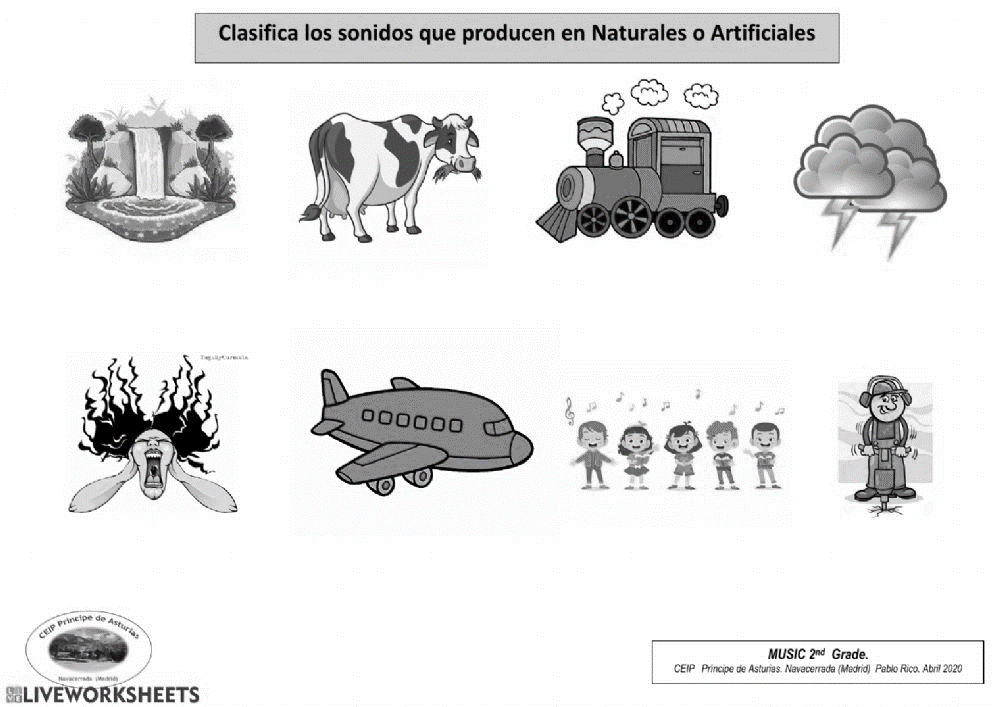 Clasifica los sonidos que producen en Naturales o Artificiales
CEIP Príncipe de Asturias
Navacerrada (Madrid)
MUSIC 2nd Grade.
CEIP Príncipe de Asturias. Navacerrada (Madrid) Pablo Rico. Abril 2020
LIVEWORKSHEETS